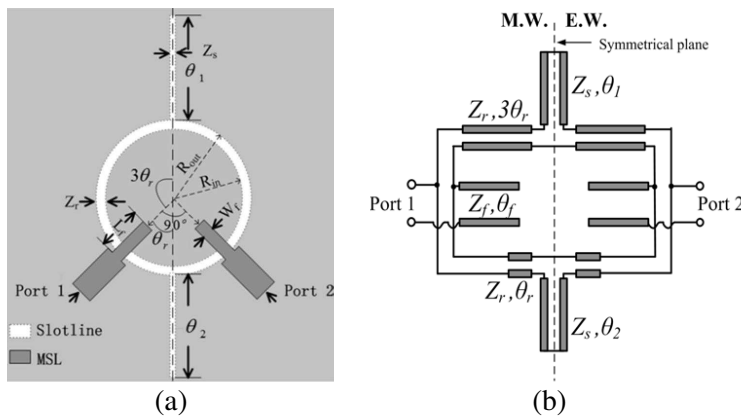 Zs
θ1
3θr
Rout
Rin
Zr
Wf
Lf
θr
90°
Port 1
Port 2
θ2
Slotline
MSL
(a)
M.W. E.W.
Symmetrical plane
Zs,θ1
Zr,3θr
Port 1
Zf,θf
Port 2
Zr,θr
Zs,θ2
(b)